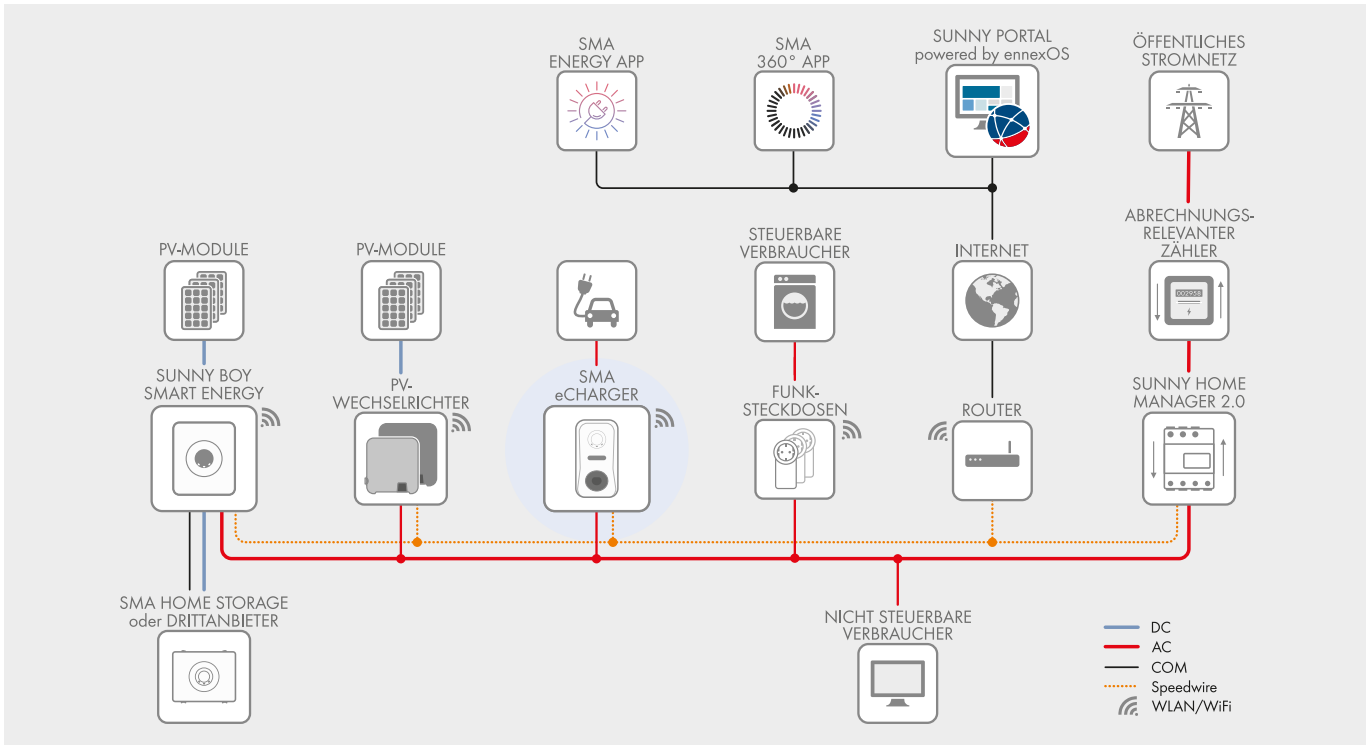 SMA
ENERGY APP
SMA
360° APP
SUNNY PORTAL
powered by ennexOS
ÖFFENTLICHES
STROMNETZ
PV-MODULE
PV-MODULE
STEUERBARE
VERBRAUCHER
INTERNET
ABRECHNUNGS-
RELEVANTER
ZÄHLER
002958
SUNNY BOY
SMART ENERGY
PV-
WECHSELRICHTER
SMA
eCHARGER
FUNK-
STECKDOSEN
ROUTER
SUNNY HOME
MANAGER 2.0
SMA HOME STORAGE
oder DRITTANBIETER
NICHT STEUERBARE
VERBRAUCHER
DC
AC
COM
Speedwire
WLAN/WiFi